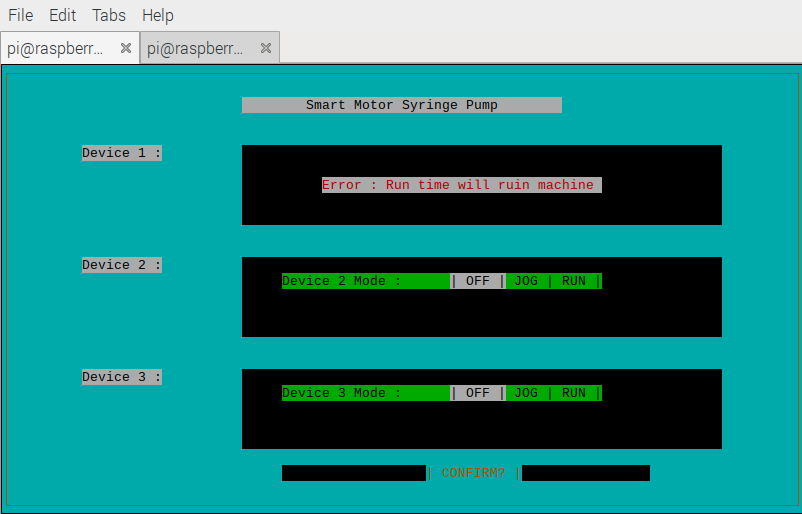 File Edit Tabs Help
pi@raspberr... pi@raspberr...
Smart Motor Syringe Pump
Device 1 :
Error : Run time will ruin machine
Device 2 :
Device 2 Mode : | OFF | JOG | RUN |
Device 3 :
Device 3 Mode : | OFF | JOG | RUN |
| CONFIRM? |